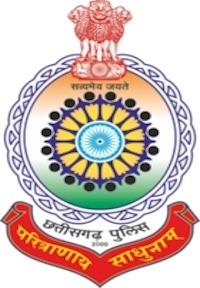 सत्यमेव जयते
छत्तीसगढ़ पुलिस
2000
परित्राणाय साधुनाम्